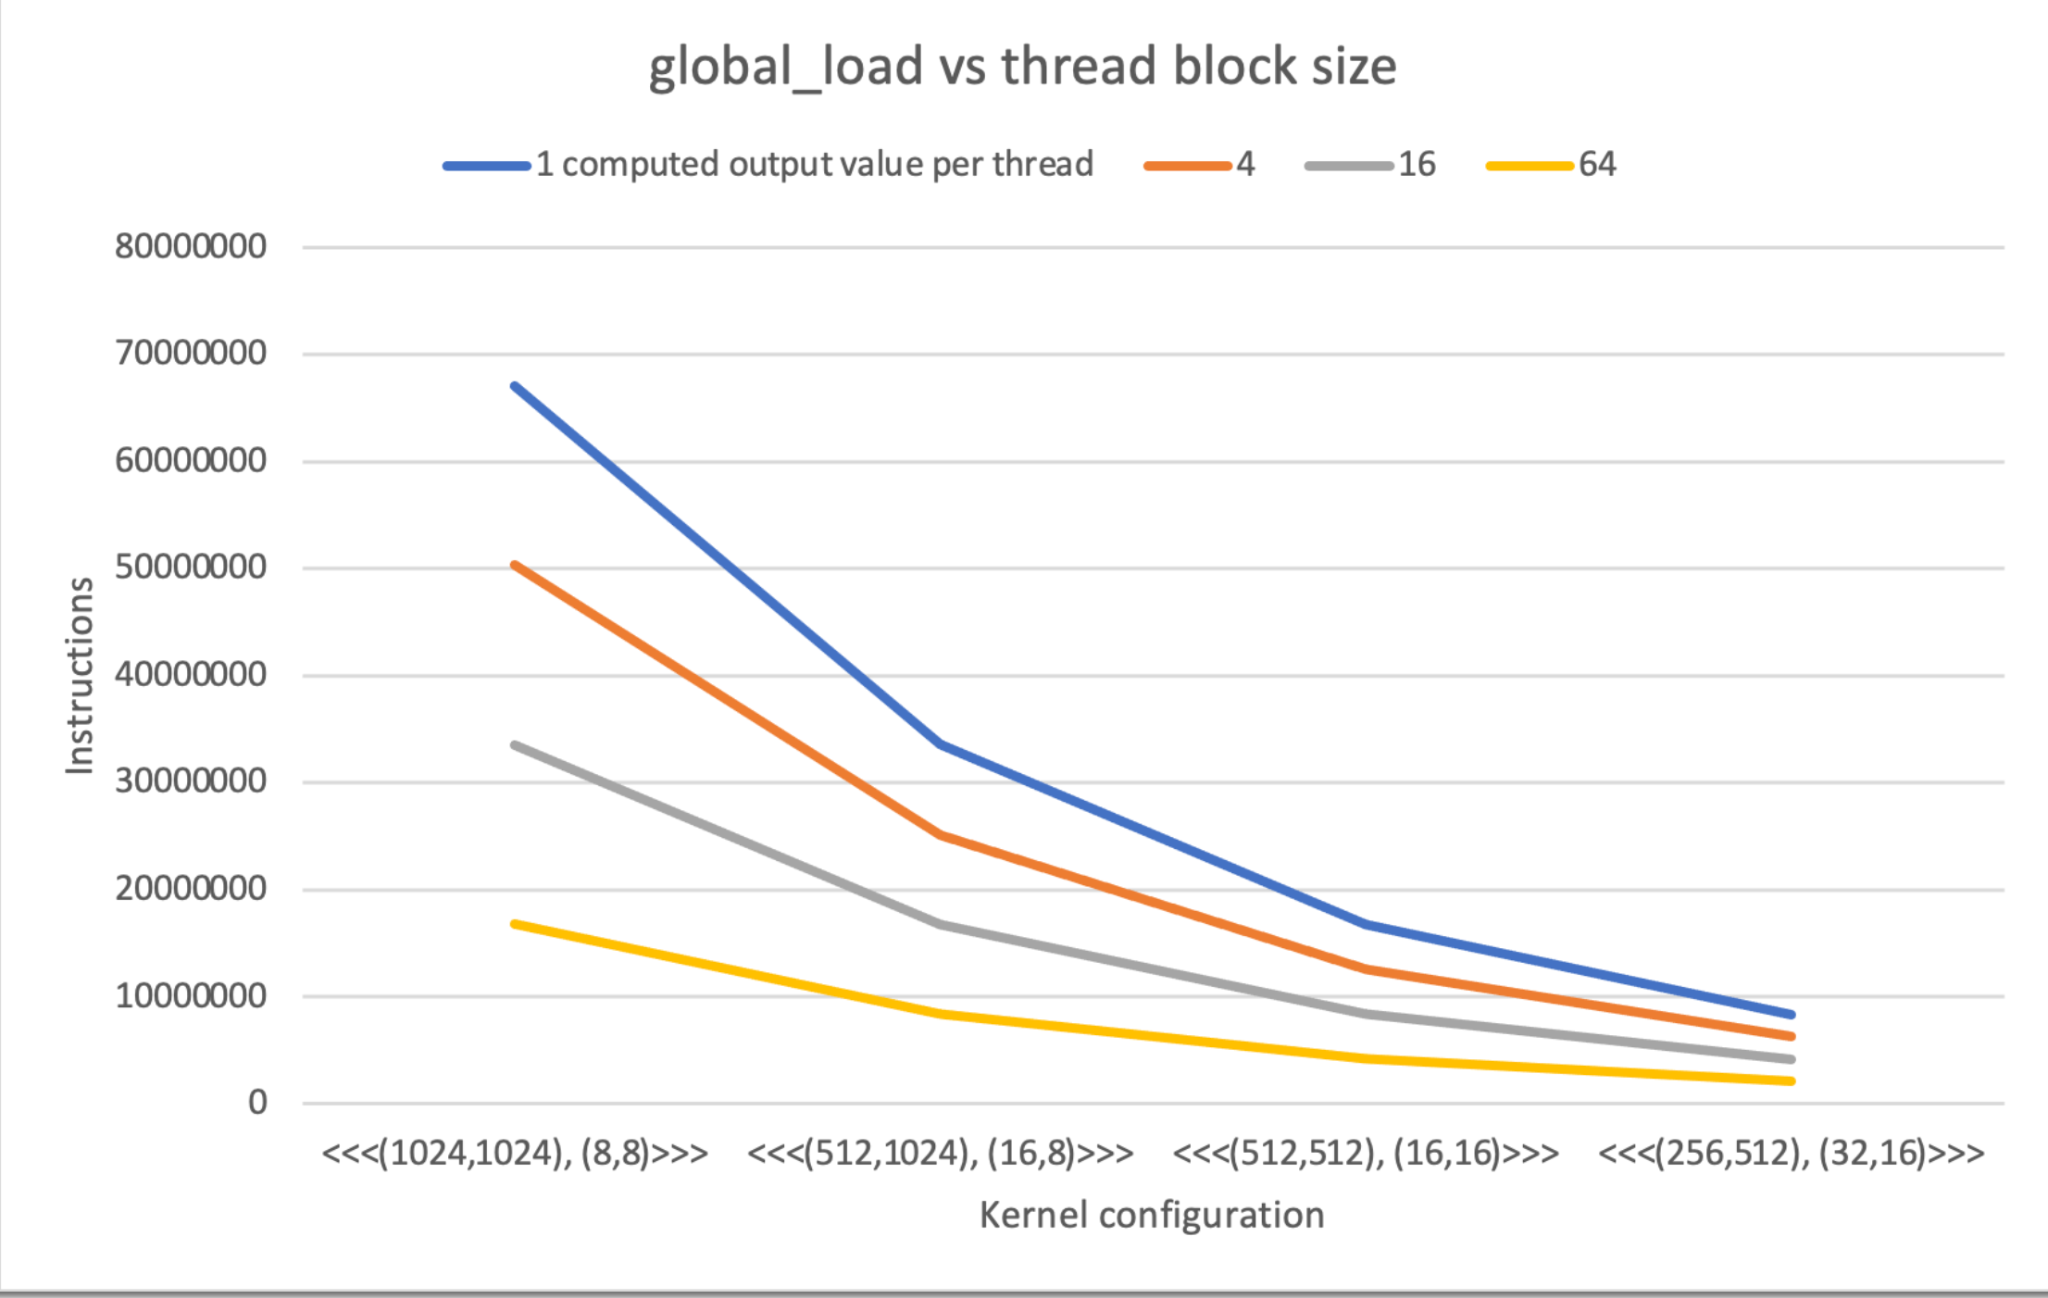 global_load vs thread block size
1 computed output value per thread 4 16 64
80000000
70000000
60000000
50000000
40000000
30000000
20000000
10000000
0
Instructions
<<<(1024,1024), (8,8)>>> <<<(512,1024), (16,8)>>> <<<(512,512), (16,16)>>> <<<(256,512), (32,16)>>>
Kernel configuration